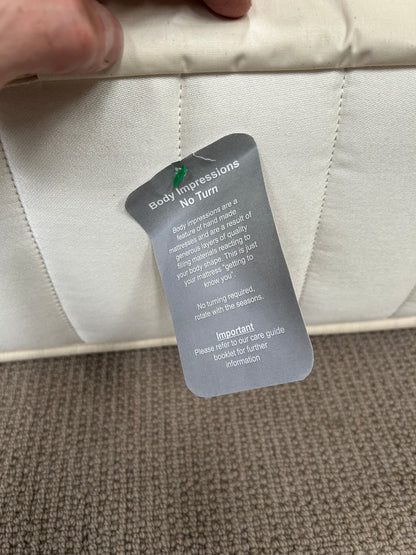 Body Impressions
No Turn
Body impressions are a
feature of hand made
mattresses and are a result of
generous layers of quality
filling materials reacting to
your body shape. This is just
your mattress "getting to
know you".
No turning required,
rotate with the seasons.
Important
Please refer to our care guide
booklet for further
information